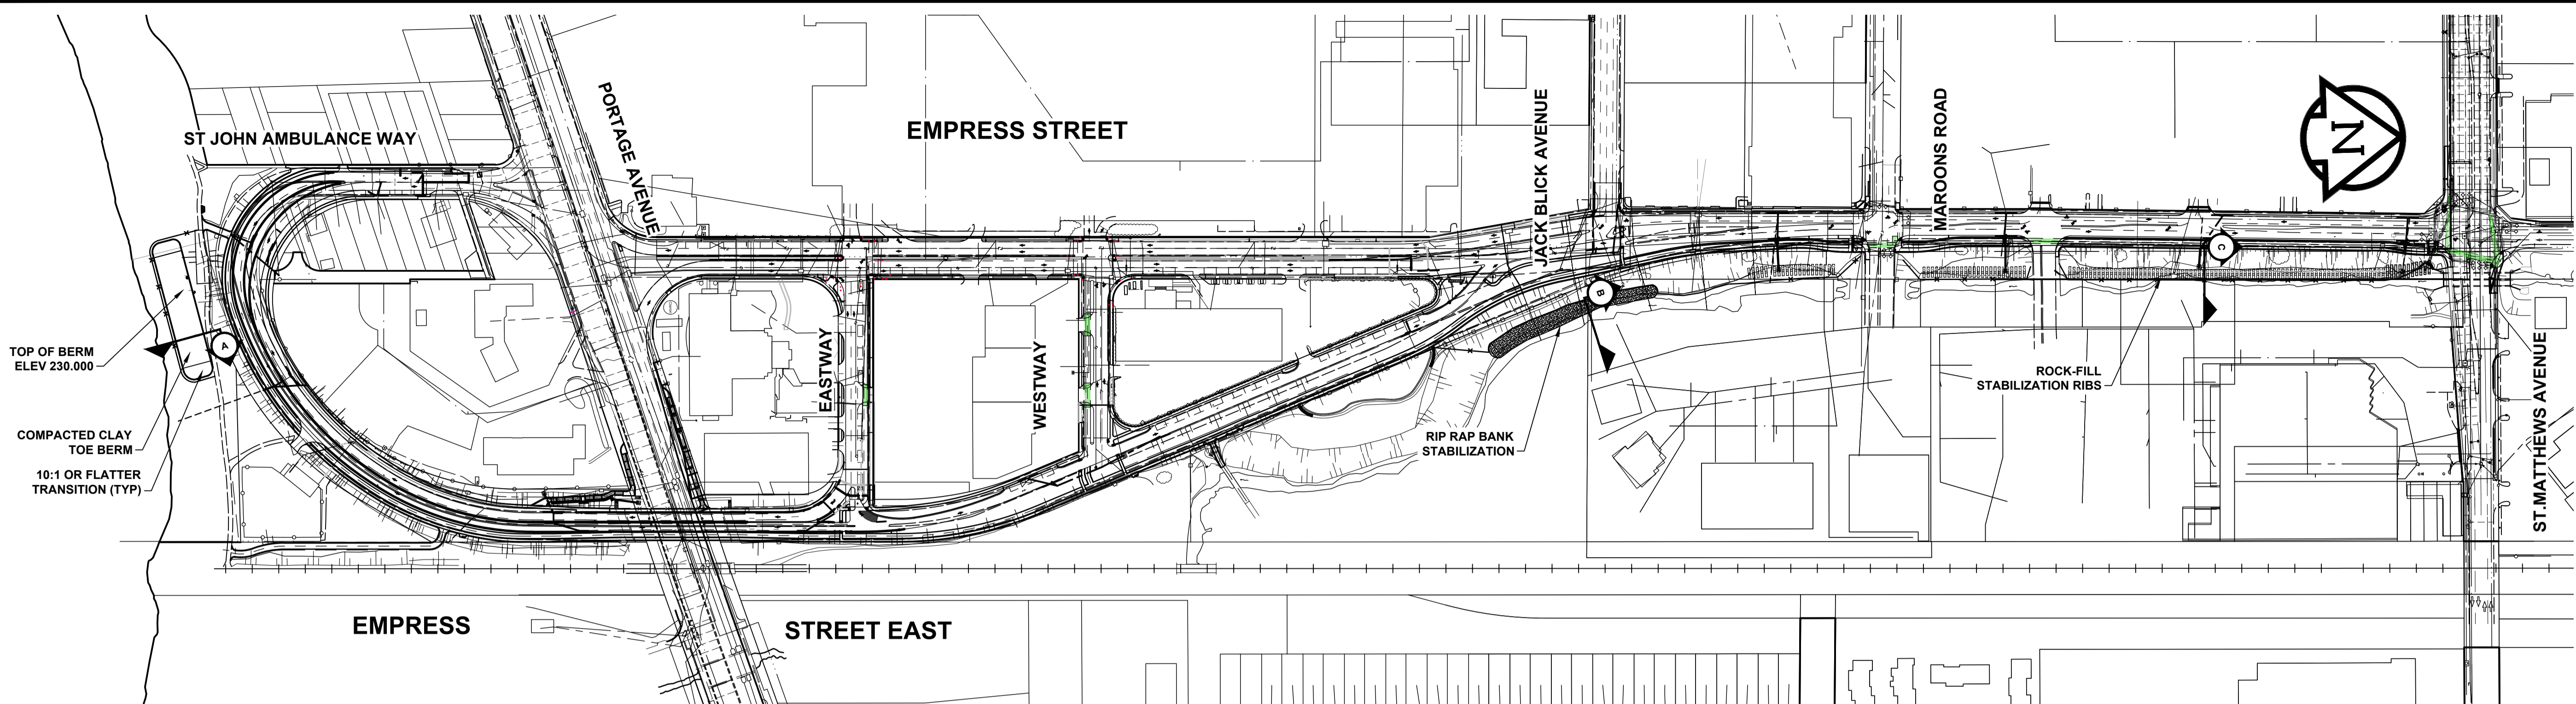 ST JOHN AMBULANCE WAY
PORTAGE AVENUE
EMPRESS STREET
JACK BLICK AVENUE
MAROONS ROAD
N
C
B
A
TOP OF BERM
ELEV 230.000
EASTWAY
WESTWAY
ROCK-FILL
STABILIZATION RIBS
ST.MATTHEWS AVENUE
COMPACTED CLAY
TOE BERM
RIP RAP BANK
STABILIZATION
10:1 OR FLATTER
TRANSITION (TYP)
EMPRESS
STREET EAST